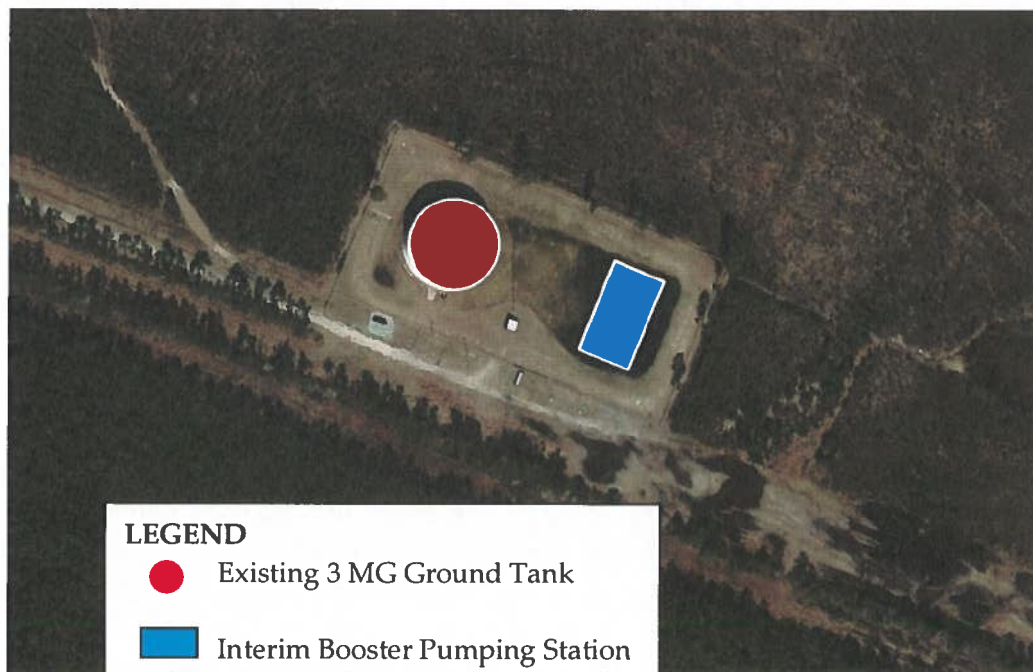 LEGEND
Existing 3 MG Ground Tank
Interim Booster Pumping Station